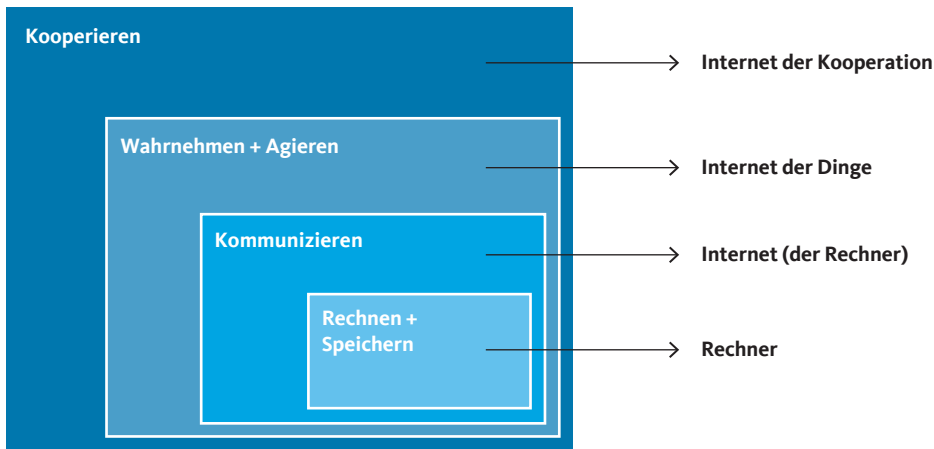 Kooperieren
Internet der Kooperation
Wahrnehmen + Agieren
Internet der Dinge
Kommunizieren
Internet (der Rechner)
Rechnen +
Speichern
Rechner